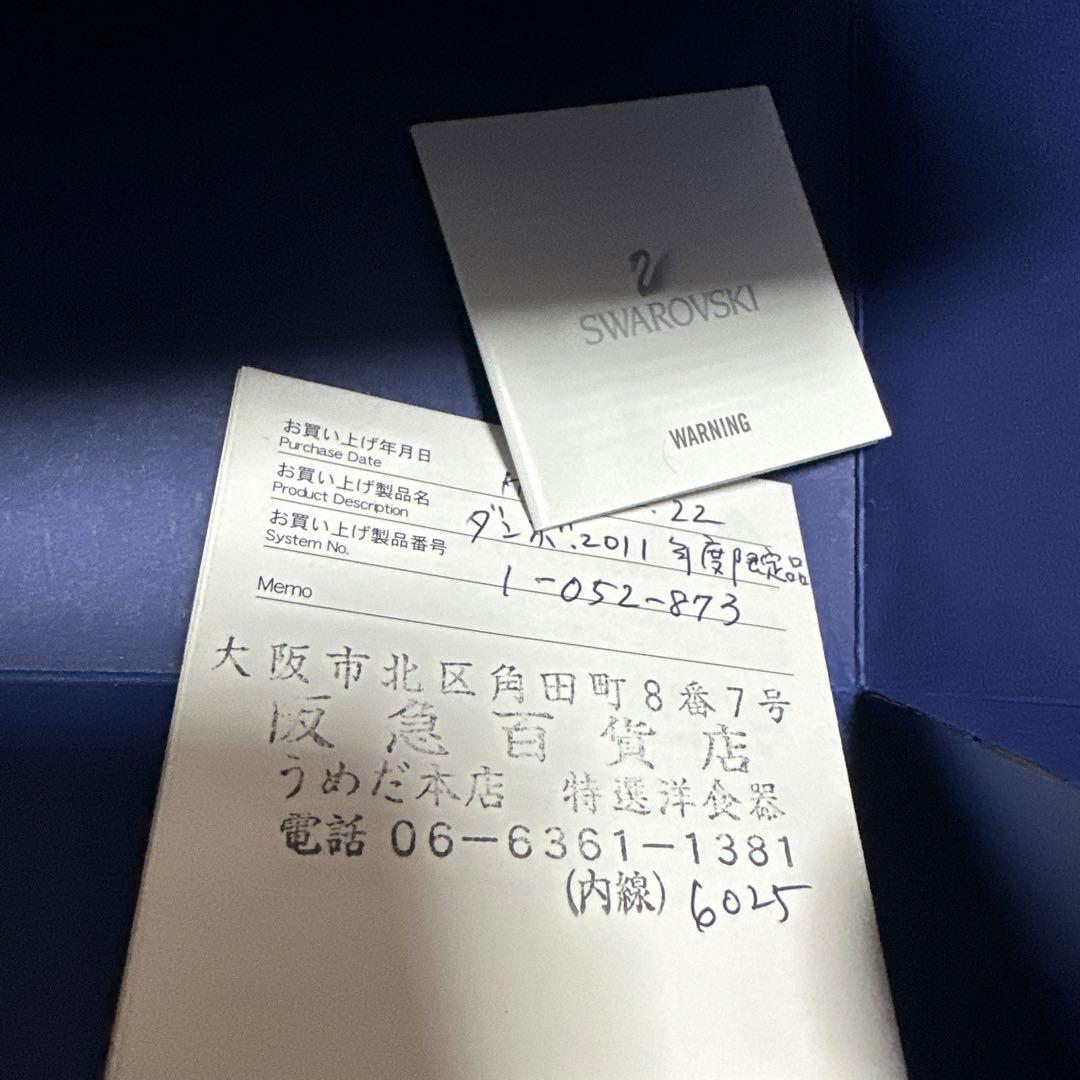 SWAROVSKI
WARNING
お買い上げ年月日
Purchase Date
.22
お買い上げ製品名
Product Description
ダンボ.2011年度限定品
お買い上げ製品番号
System No.
1-052-873
Memo
大阪市北区角田町8番7号
阪急百貨店
うめだ本店 特選洋食器
電話 06-6361-1381
(内線) 6025